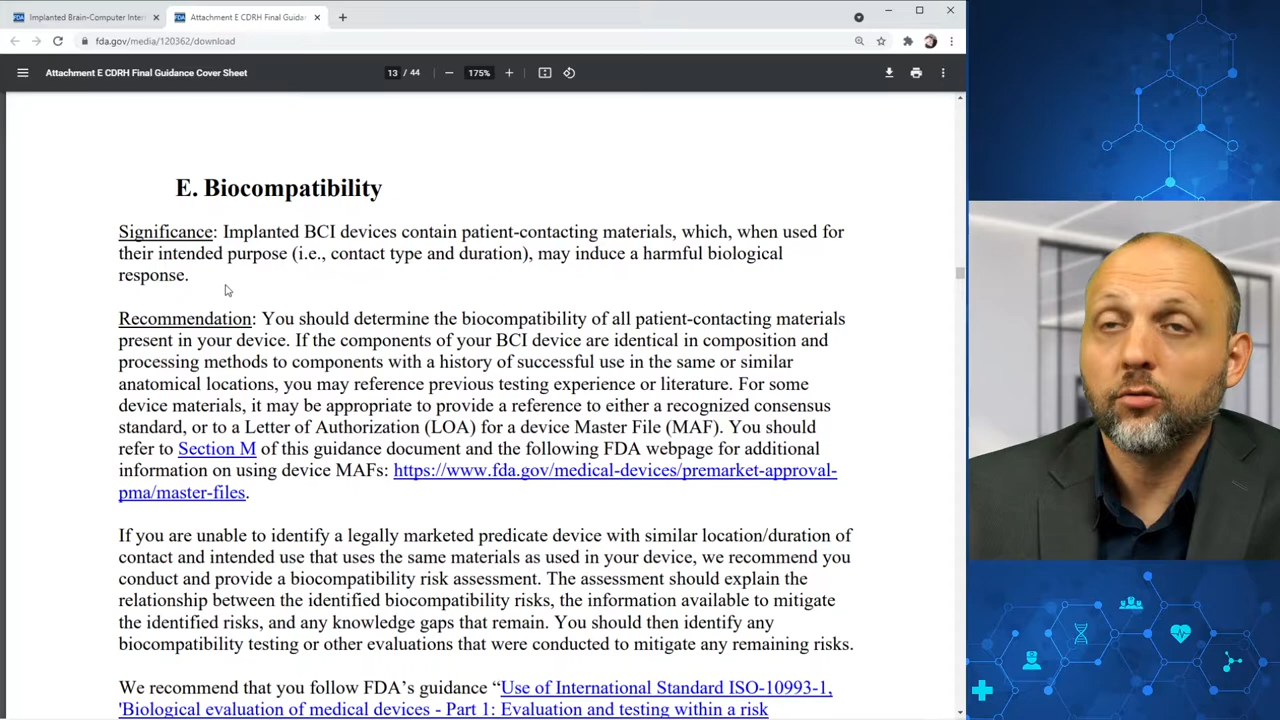 Implanted Brain-Computer Inter
Attachment E CDRH Final Guidan
fda.gov/media/120362/download
Attachment E CDRH Final Guidance Cover Sheet
13 / 44
175%
E. Biocompatibility
Significance: Implanted BCI devices contain patient-contacting materials, which, when used for
their intended purpose (i.e., contact type and duration), may induce a harmful biological
response.
Recommendation: You should determine the biocompatibility of all patient-contacting materials
present in your device. If the components of your BCI device are identical in composition and
processing methods to components with a history of successful use in the same or similar
anatomical locations, you may reference previous testing experience or literature. For some
device materials, it may be appropriate to provide a reference to either a recognized consensus
standard, or to a Letter of Authorization (LOA) for a device Master File (MAF). You should
refer to Section M of this guidance document and the following FDA webpage for additional
information on using device MAFs: https://www.fda.gov/medical-devices/premarket-approval-
pma/master-files.
If you are unable to identify a legally marketed predicate device with similar location/duration of
contact and intended use that uses the same materials as used in your device, we recommend you
conduct and provide a biocompatibility risk assessment. The assessment should explain the
relationship between the identified biocompatibility risks, the information available to mitigate
the identified risks, and any knowledge gaps that remain. You should then identify any
biocompatibility testing or other evaluations that were conducted to mitigate any remaining risks.
We recommend that you follow FDA's guidance “Use of International Standard ISO-10993-1,
'Biological evaluation of medical devices - Part 1: Evaluation and testing within a risk